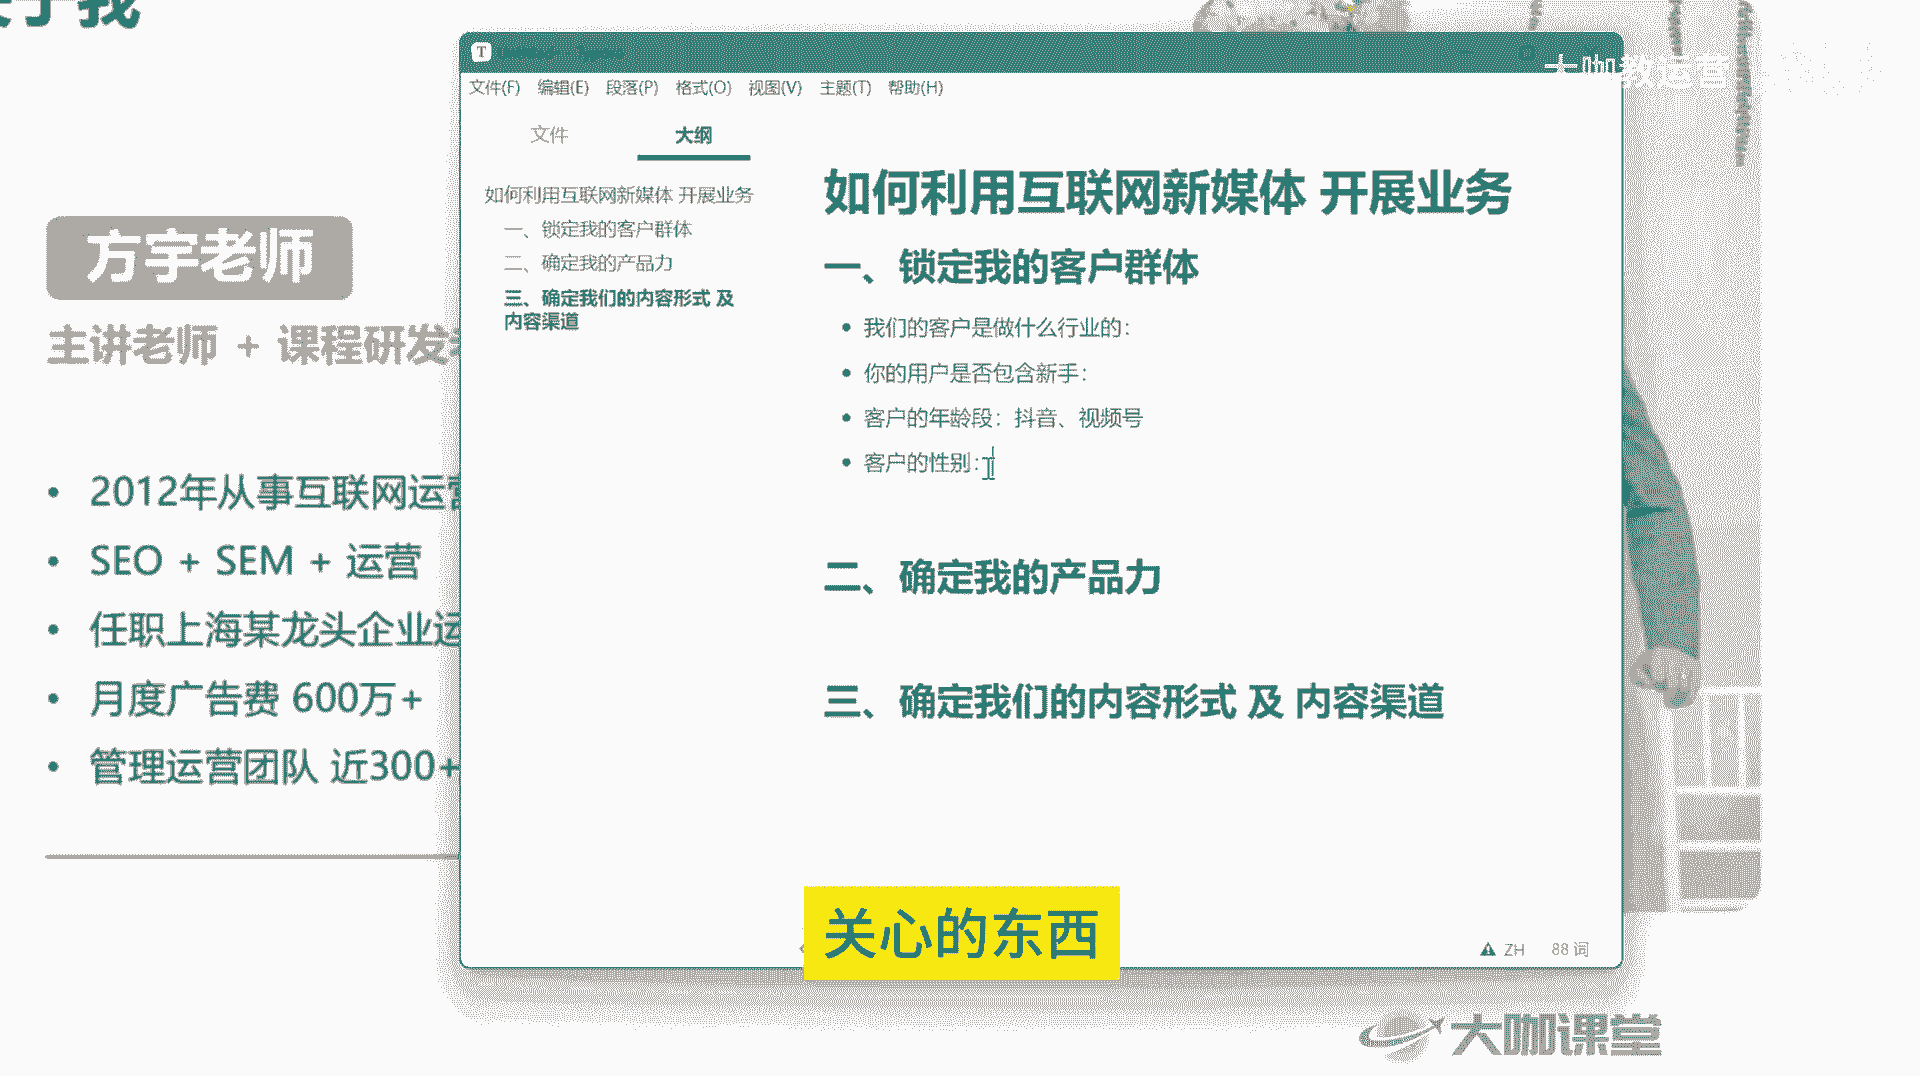 于我
方宇老师
主讲老师 + 课程研发
2012年从事互联网运营
SEO + SEM + 运营
任职上海某龙头企业运
月度广告费 600万+
管理运营团队 近300+
T
文件(F) 编辑(E) 段落(P) 格式(O) 视图(V) 主题(T) 帮助(H)
文件 大纲
如何利用互联网新媒体 开展业务
一、锁定我的客户群体
二、确定我的产品力
三、确定我们的内容形式 及
内容渠道
如何利用互联网新媒体 开展业务
一、锁定我的客户群体
我们的客户是做什么行业的：
你的用户是否包含新手：
客户的年龄段：抖音、视频号
客户的性别：
二、确定我的产品力
三、确定我们的内容形式 及 内容渠道
ZH 88 词
关心的东西
大咖教运营
大咖课堂